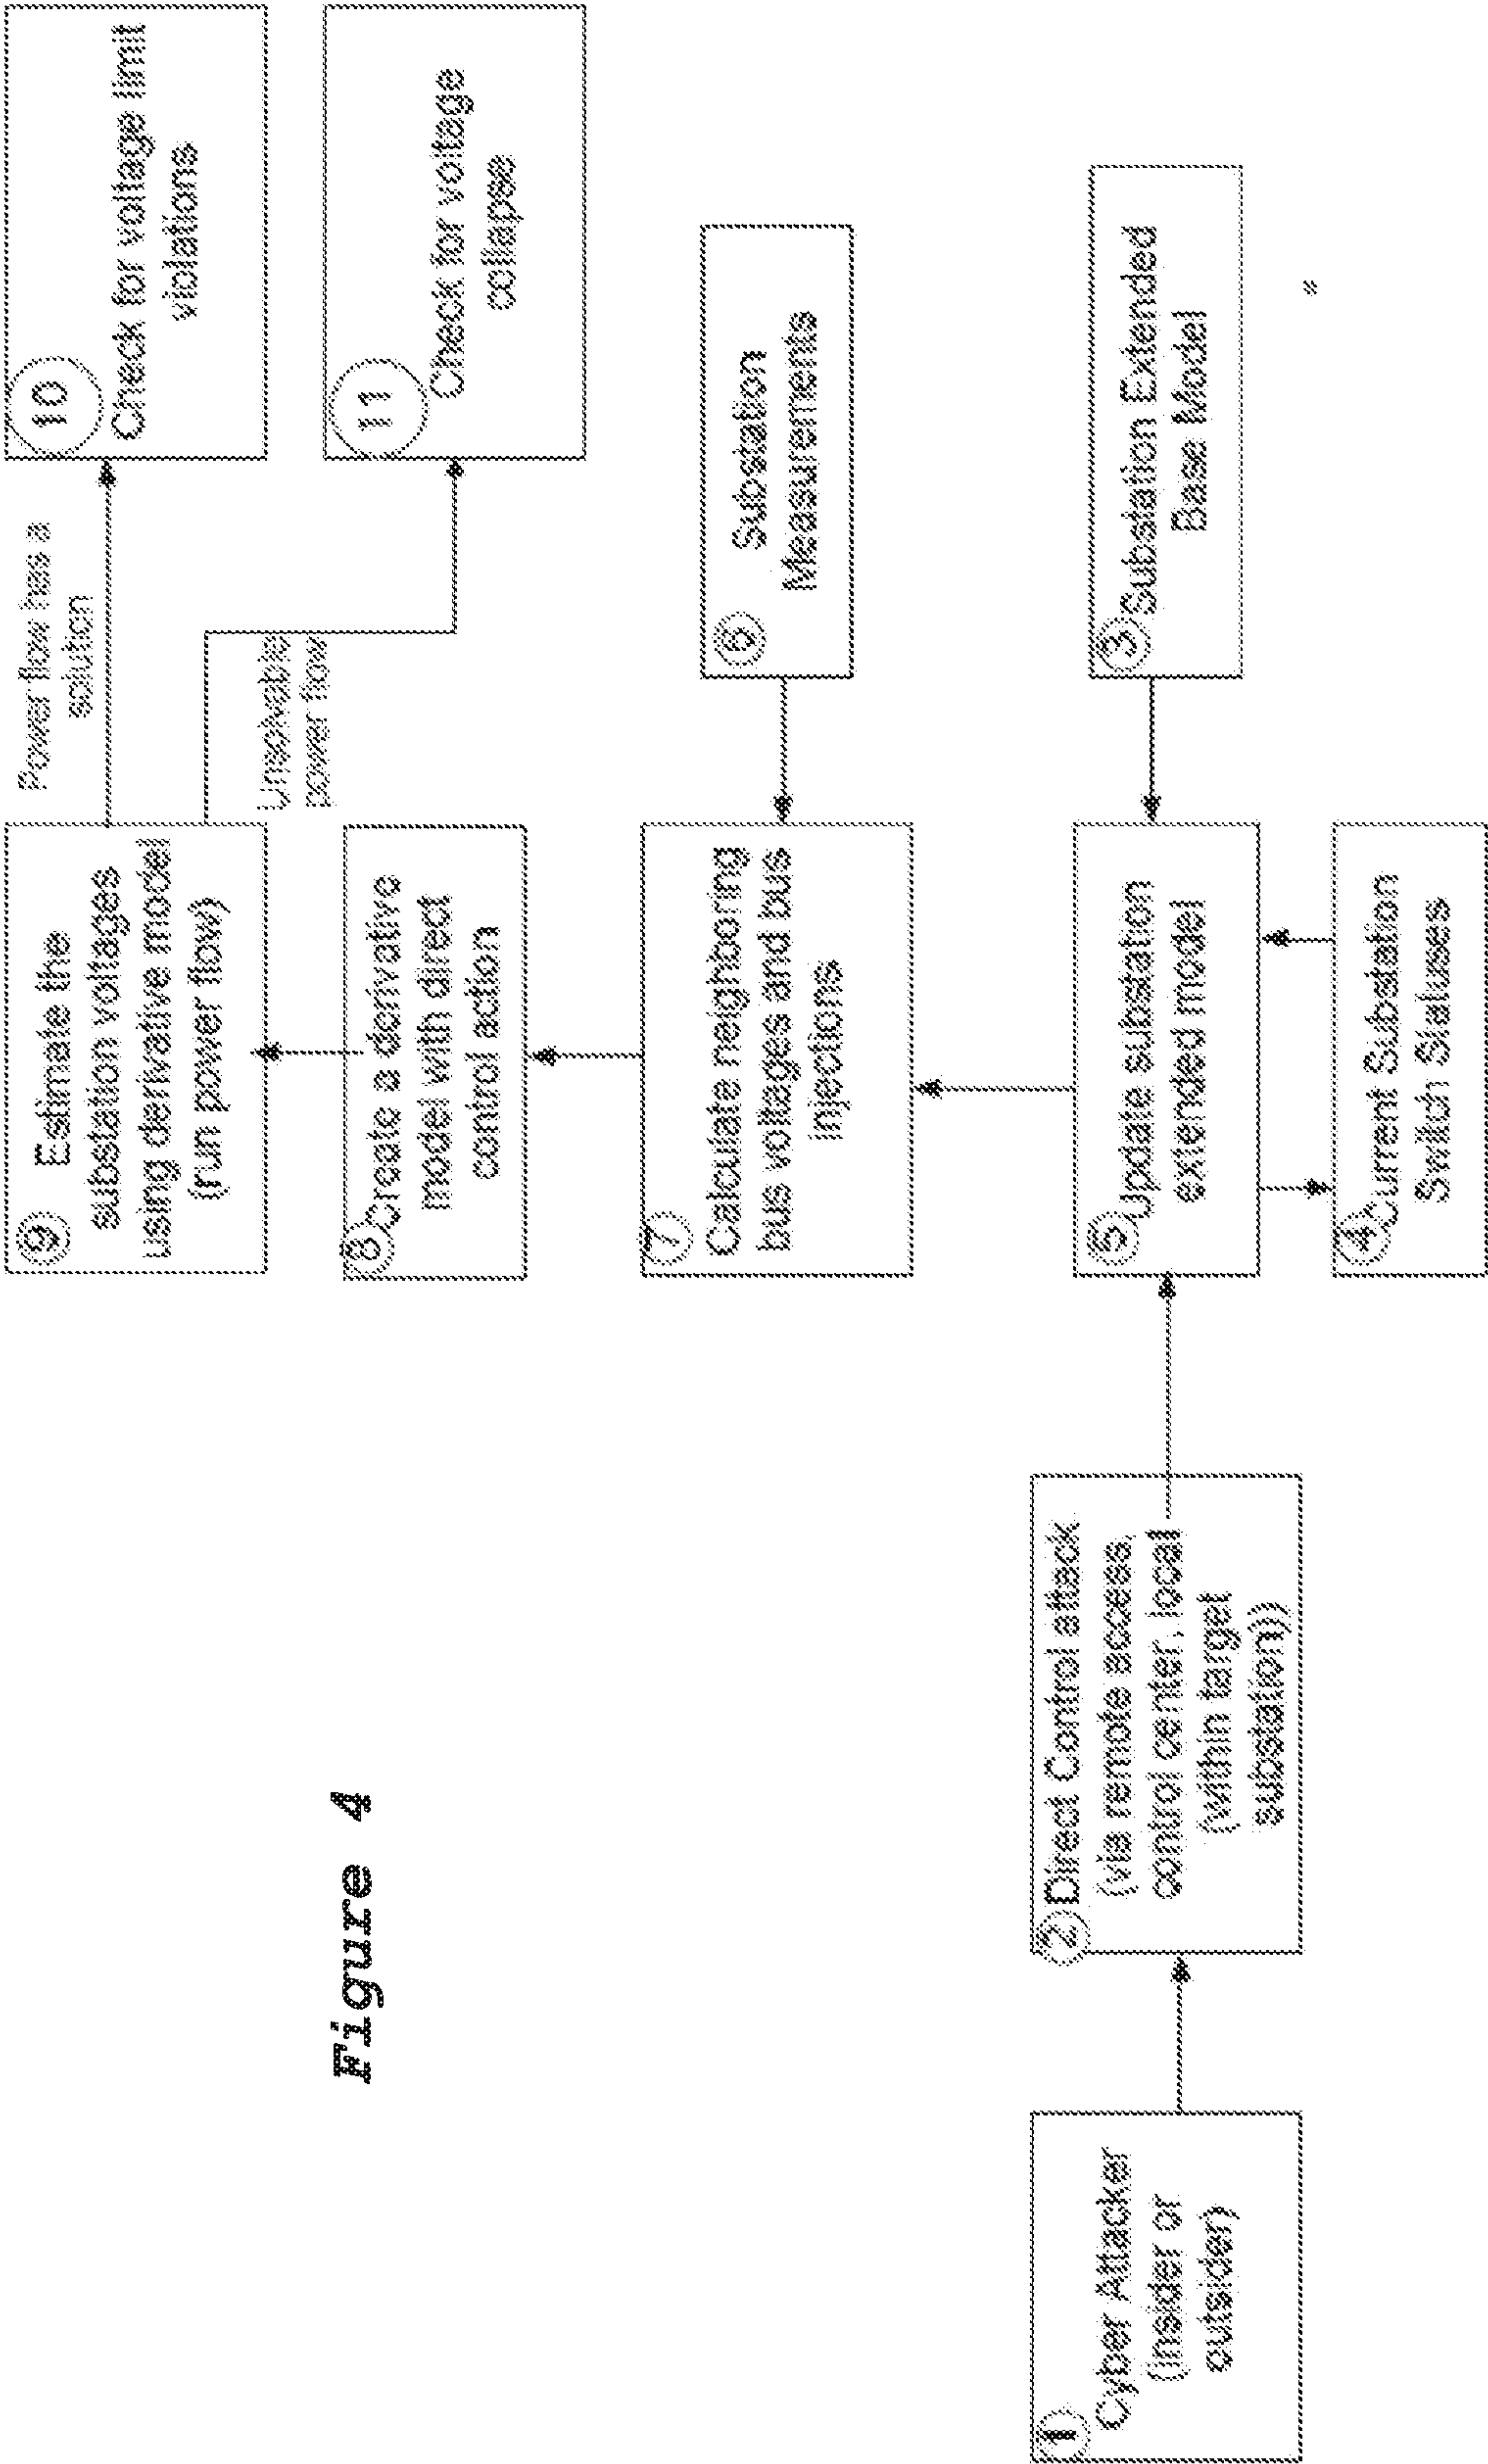 Figure 4
1
Cyber Attacker
(insider or
outsider)
2
Direct Control attack
(via remote access,
control center, local
(within target
substation))
3
Substation Extended
Base Model
4
Current Substation
Switch Statuses
5
Update substation
extended model
6
Substation
Measurements
7
Calculate neighboring
bus voltages and bus
injections
8
Create a derivative
model with direct
control action
9
Estimate the
substation voltages
using derivative model
(run power flow)
Power flow has a
solution
Unsolvable
power flow
10
Check for voltage limit
violations
11
Check for voltage
collapse